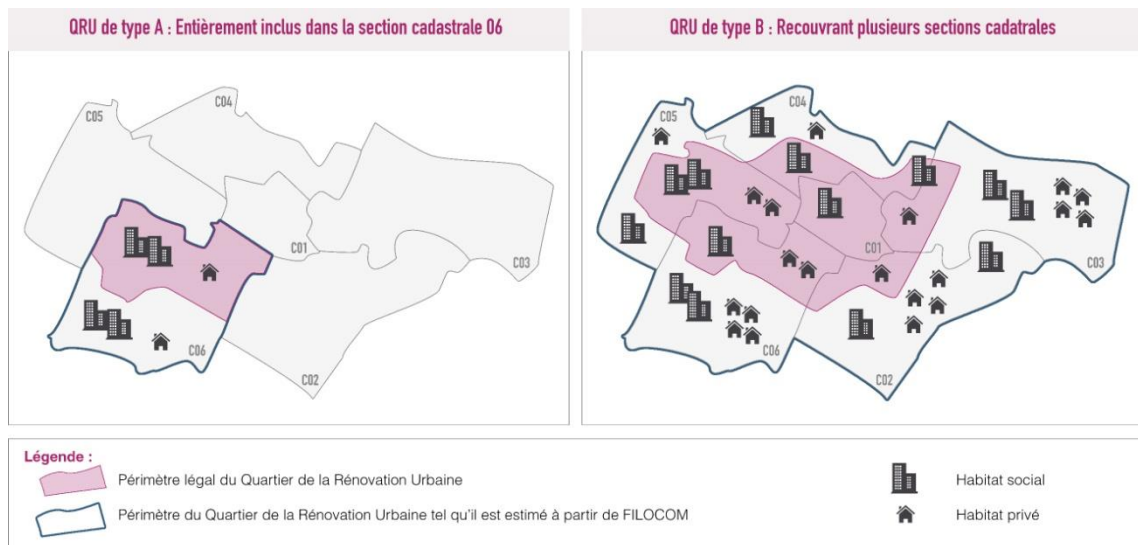 QRU de type A : Entièrement inclus dans la section cadastrale 06
C04
C05
C01
C03
C06
C02
QRU de type B : Recouvrant plusieurs sections cadatrales
C04
C05
C01
C03
C06
C02
Légende :
Périmètre légal du Quartier de la Rénovation Urbaine
Périmètre du Quartier de la Rénovation Urbaine tel qu'il est estimé à partir de FILOCOM
Habitat social
Habitat privé